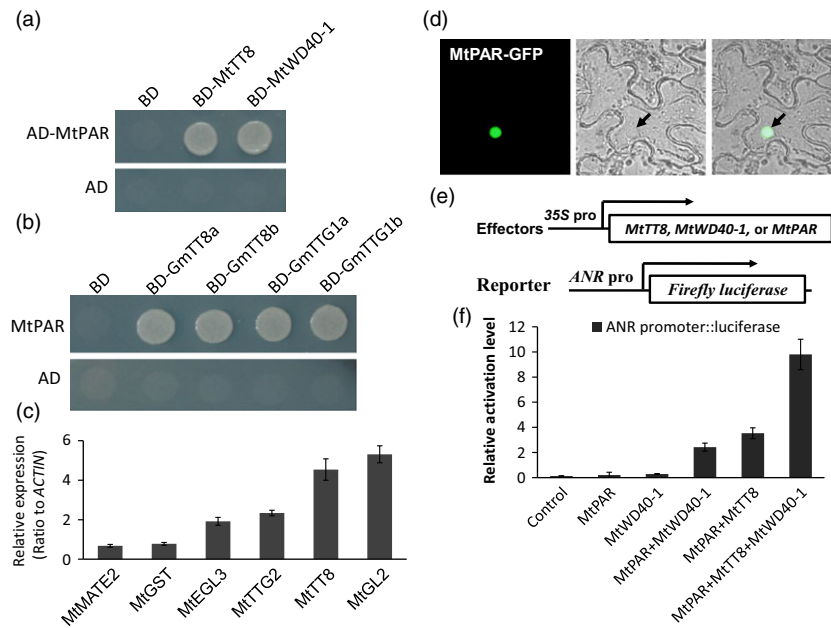 (a)
BD
BD-MtTT8
BD-MtWD40-1
AD-MtPAR
AD
(b)
BD
BD-GmTT8a
BD-GmTT8b
BD-GmTTG1a
BD-GmTTG1b
MtPAR
AD
(c)
Relative expression
(Ratio to ACTIN)
6
4
2
0
MtMATE2
MtGST
MtEGL3
MtTTG2
MtTT8
MtGL2
(d)
MtPAR-GFP
(e)
Effectors
35S pro
MtTT8, MtWD40-1, or MtPAR
Reporter
ANR pro
Firefly luciferase
(f)
Relative activation level
12
10
8
6
4
2
0
ANR promoter::luciferase
Control
MtPAR
MtWD40-1
MtPAR+MtWD40-1
MtPAR+MtTT8
MtPAR+MtTT8+MtWD40-1